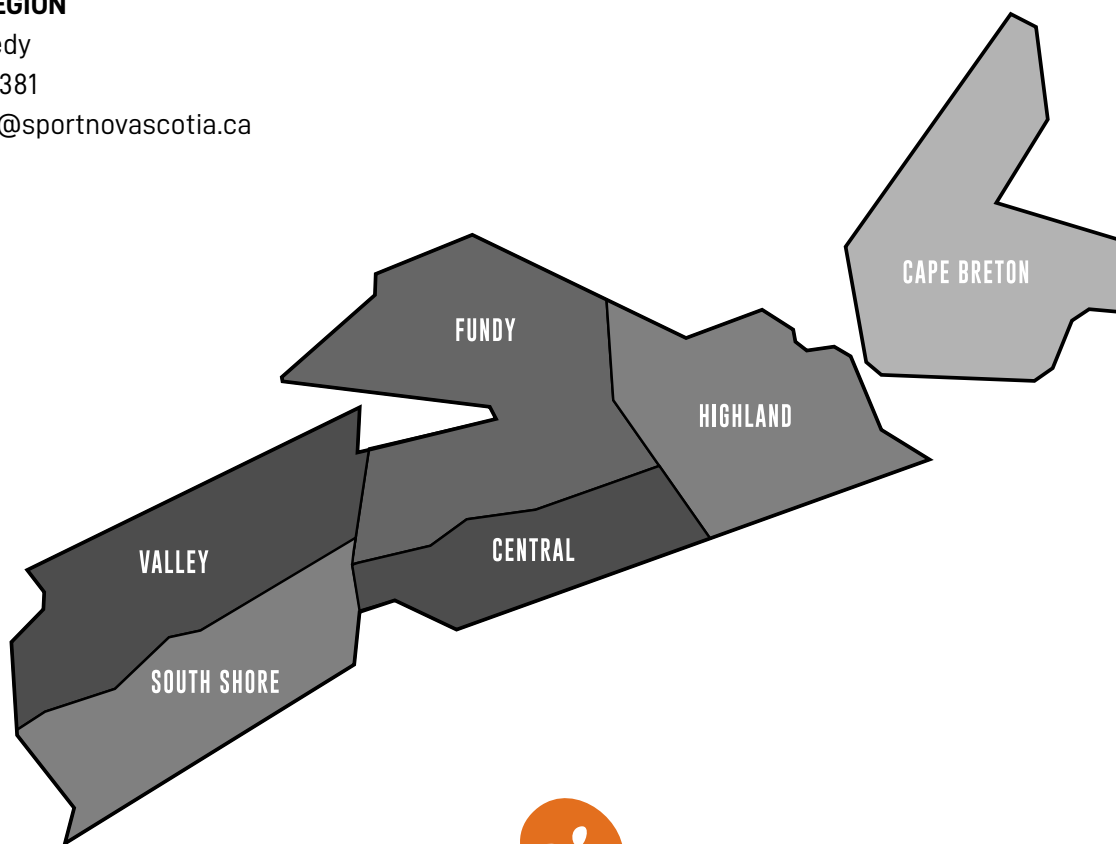 EGION
edy
381
@sportnovascotia.ca
CAPE BRETON
FUNDY
HIGHLAND
CENTRAL
VALLEY
SOUTH SHORE